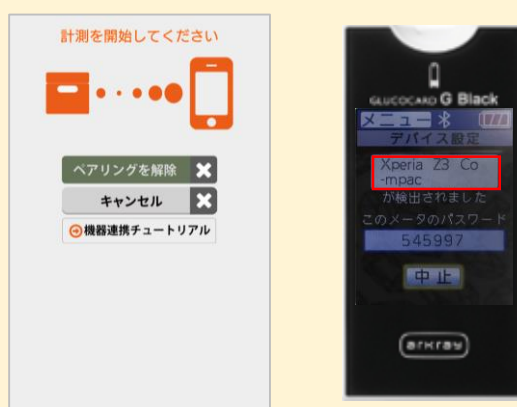 計測を開始してください
ペアリングを解除
キャンセル
機器連携チュートリアル
GLUCOCARD G Black
メニュー
デバイス設定
Xperia Z3 Co
-mpac
が検出されました
このメータのパスワード
545997
中止
arkray